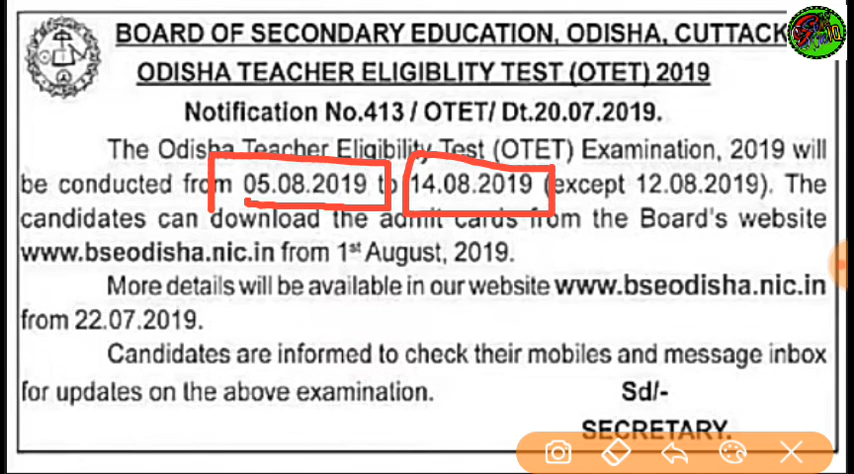 BOARD OF SECONDARY EDUCATION, ODISHA, CUTTACK
ODISHA TEACHER ELIGIBLITY TEST (OTET) 2019
Notification No.413 / OTET/ Dt.20.07.2019.
The Odisha Teacher Eligibility Test (OTET) Examination, 2019 will
be conducted from 05.08.2019 to 14.08.2019 (except 12.08.2019). The
candidates can download the admit cards from the Board's website
www.bseodisha.nic.in from 1st August, 2019.
More details will be available in our website www.bseodisha.nic.in
from 22.07.2019.
Candidates are informed to check their mobiles and message inbox
for updates on the above examination.
Sd/-
SECRETARY.